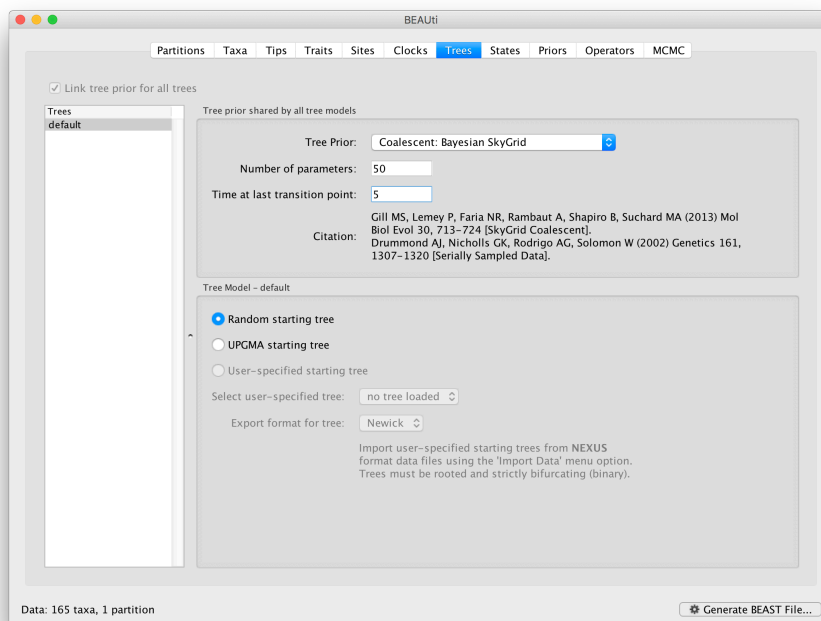 BEAUti
Partitions Taxa Tips Traits Sites Clocks Trees States Priors Operators MCMC
Link tree prior for all trees
Trees
default
Tree prior shared by all tree models
Tree Prior: Coalescent: Bayesian SkyGrid
Number of parameters: 50
Time at last transition point: 5
Citation:
Gill MS, Lemey P, Faria NR, Rambaut A, Shapiro B, Suchard MA (2013) Mol
Biol Evol 30, 713-724 [SkyGrid Coalescent].
Drummond AJ, Nicholls GK, Rodrigo AG, Solomon W (2002) Genetics 161,
1307-1320 [Serially Sampled Data].
Tree Model - default
Random starting tree
UPGMA starting tree
User-specified starting tree
Select user-specified tree: no tree loaded
Export format for tree: Newick
Import user-specified starting trees from NEXUS
format data files using the 'Import Data' menu option.
Trees must be rooted and strictly bifurcating (binary).
Data: 165 taxa, 1 partition
Generate BEAST File...